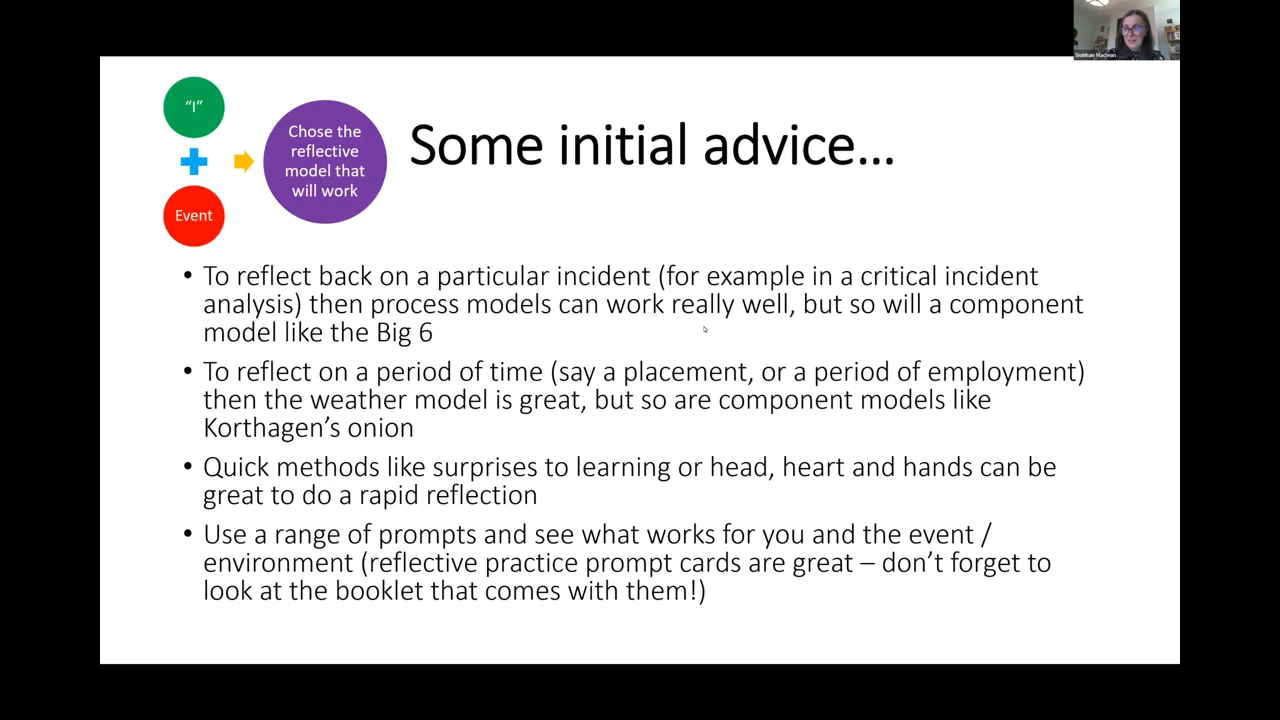 Siobhan Maclean
"I"
Event
Chose the
reflective
model that
will work
Some initial advice...
• To reflect back on a particular incident (for example in a critical incident
analysis) then process models can work really well, but so will a component
model like the Big 6
• To reflect on a period of time (say a placement, or a period of employment)
then the weather model is great, but so are component models like
Korthagen's onion
• Quick methods like surprises to learning or head, heart and hands can be
great to do a rapid reflection
• Use a range of prompts and see what works for you and the event /
environment (reflective practice prompt cards are great – don't forget to
look at the booklet that comes with them!)